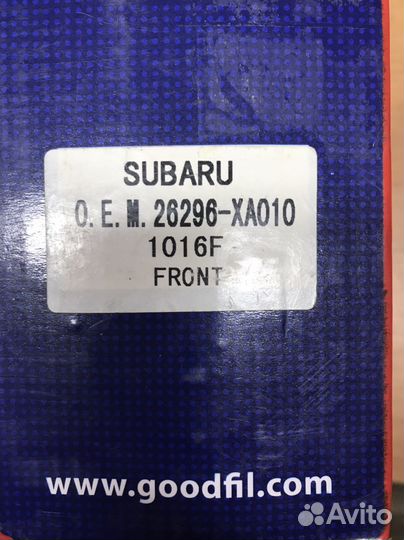 SUBARU
O.E.M. 26296-XA010
1016F
FRONT
www.goodfil.com
Avito